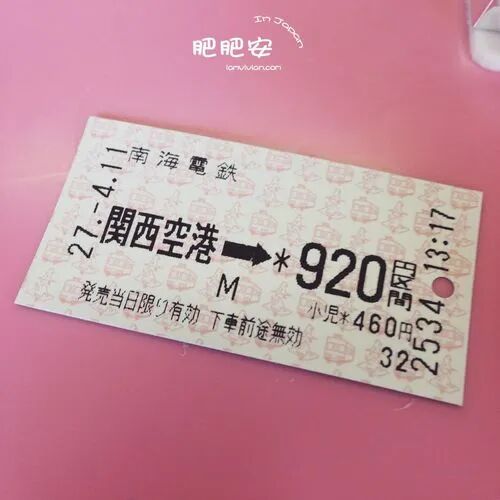 肥肥安
In Japan
iamvivian.com
南海電鉄
27.-4.11
関西空港➡*920円区間
M
小児*460円
発売当日限り有効 下車前途無効
32
2534 13:17